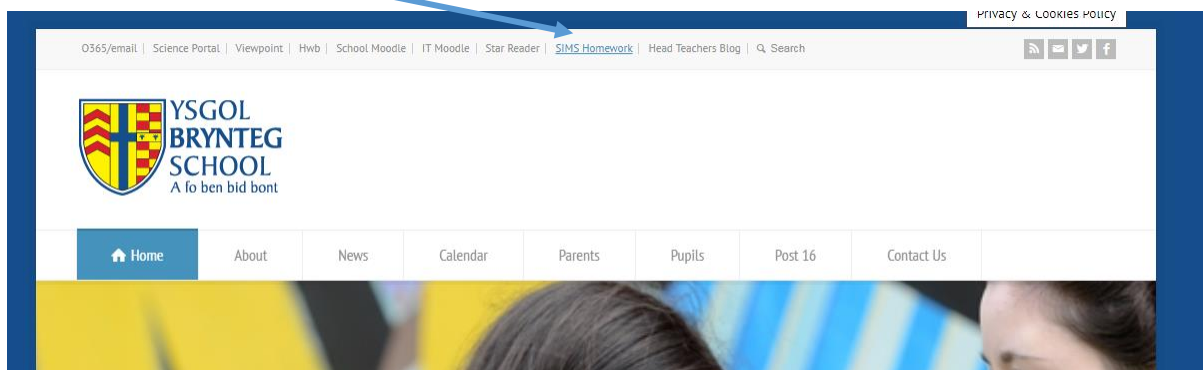 Privacy & Cookies Policy
O365/email | Science Portal | Viewpoint | Hwb | School Moodle | IT Moodle | Star Reader | SIMS Homework | Head Teachers Blog | Search
YSGOL
BRYNTEG
SCHOOL
A fo ben bid bont
Home About News Calendar Parents Pupils Post 16 Contact Us